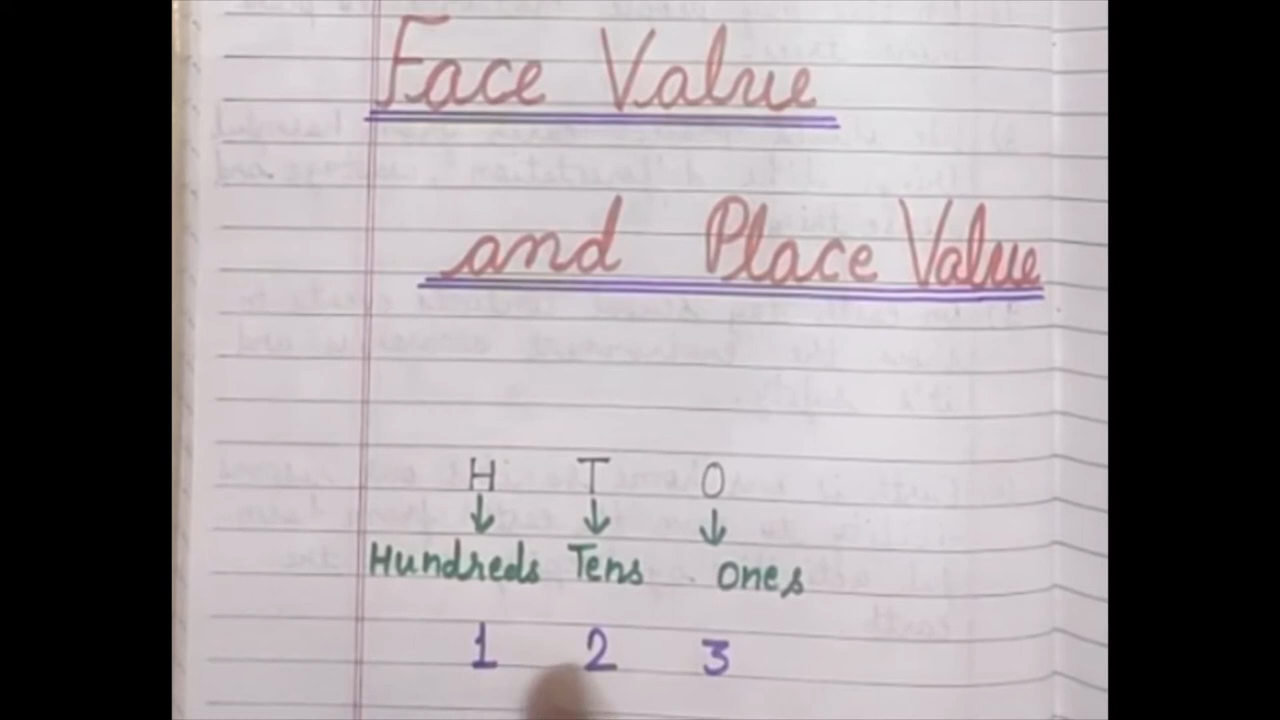 Face Value
and Place Value
H T O
↓ ↓ ↓
Hundreds Tens Ones
1 2 3